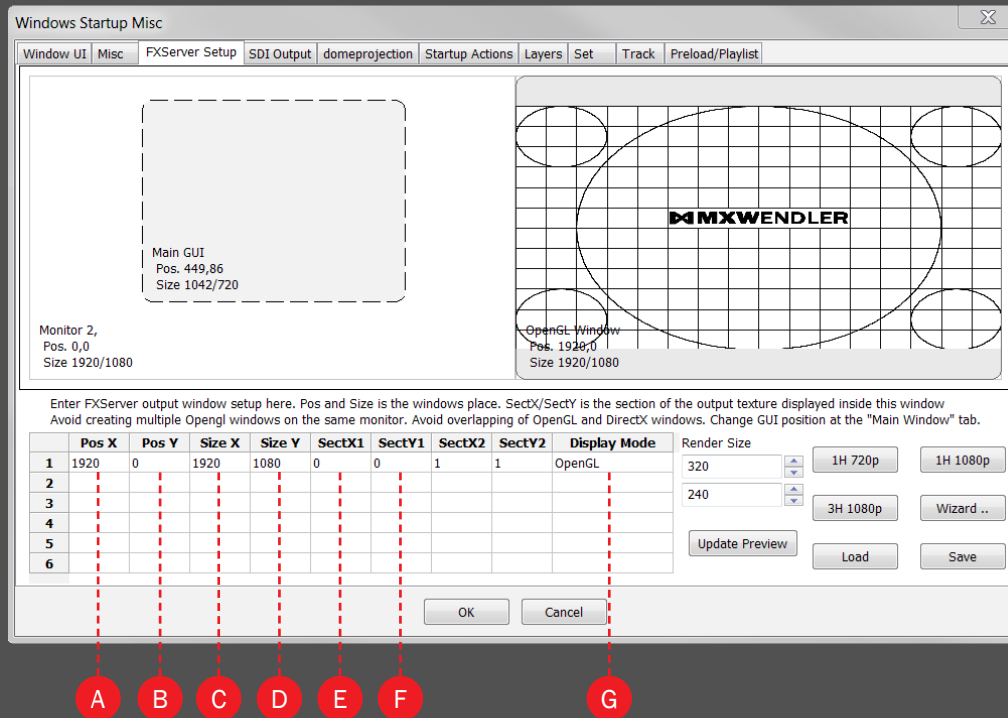 Windows Startup Misc
Window UI Misc FXServer Setup SDI Output domeprojection Startup Actions Layers Set Track Preload/Playlist
Main GUI
Pos. 449,86
Size 1042/720
Monitor 2,
Pos. 0,0
Size 1920/1080
MXWENDLER
OpenGL Window
Pos. 1920,0
Size 1920/1080
Enter FXServer output window setup here. Pos and Size is the windows place. SectX/SectY is the section of the output texture displayed inside this window
Avoid creating multiple Opengl windows on the same monitor. Avoid overlapping of OpenGL and DirectX windows. Change GUI position at the "Main Window" tab.
Pos X Pos Y Size X Size Y SectX1 SectY1 SectX2 SectY2 Display Mode
1 1920 0 1920 1080 0 0 1 1 OpenGL
2
3
4
5
6
Render Size
320
240
Update Preview
1H 720p 1H 1080p
3H 1080p Wizard ..
Load Save
OK Cancel
A B C D E F G